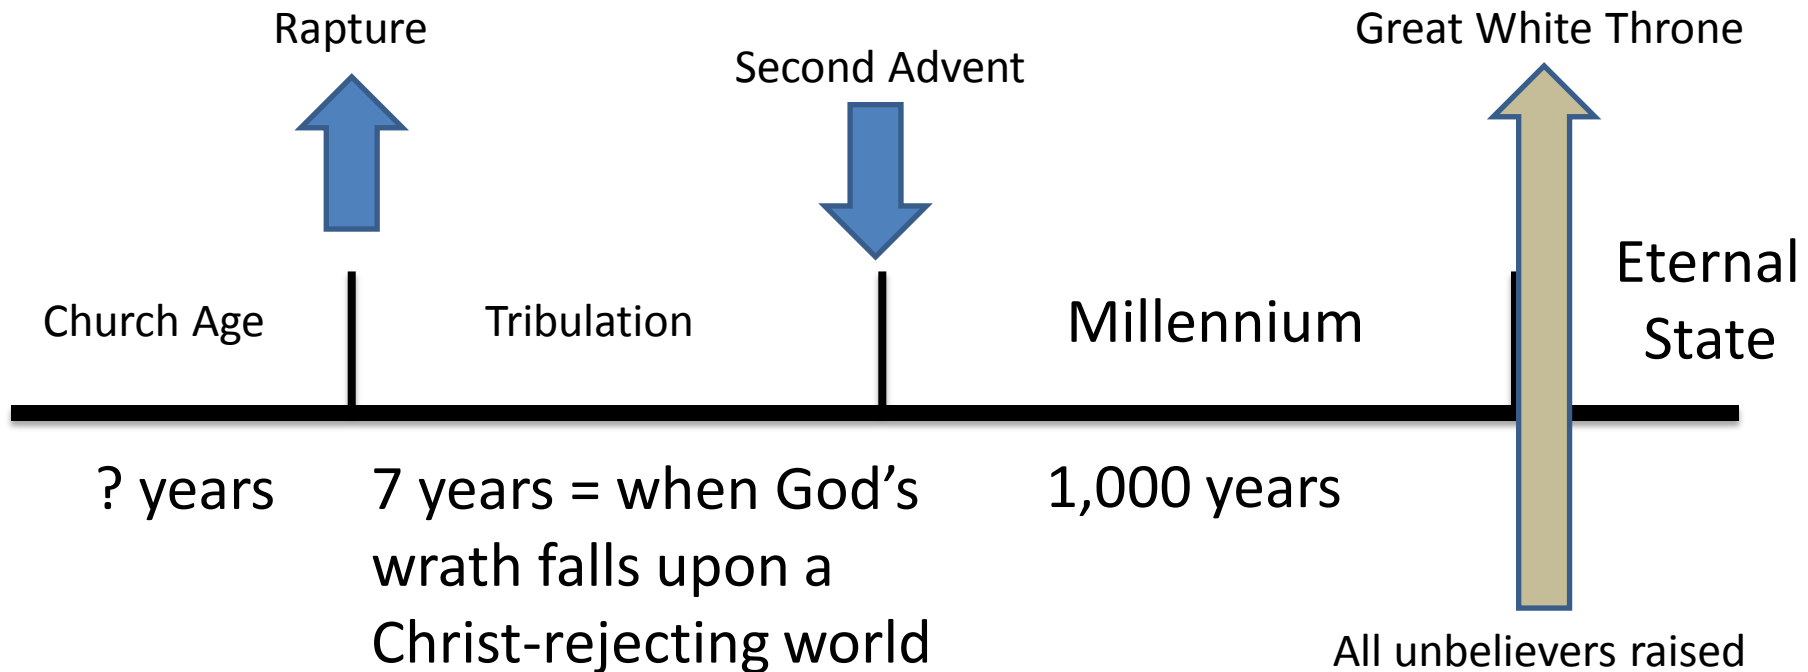 Rapture
Second Advent
Great White Throne
Church Age
Tribulation
Millennium
Eternal
State
? years
7 years = when God’s
wrath falls upon a
Christ-rejecting world
1,000 years
All unbelievers raised